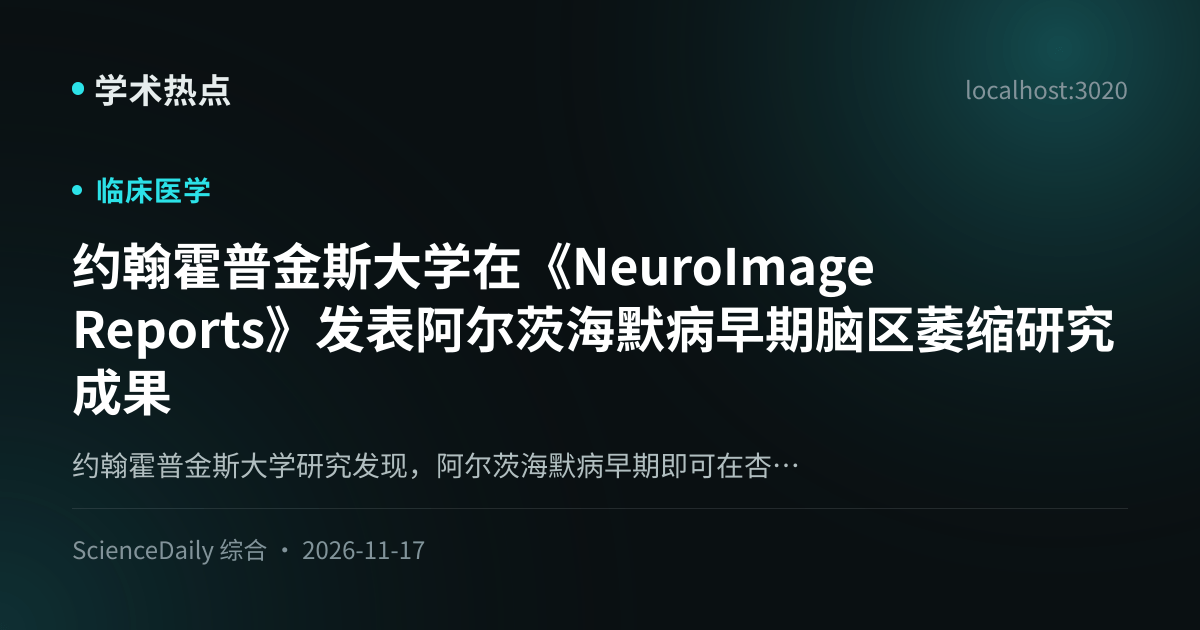 学术热点
localhost:3020
临床医学
约翰霍普金斯大学在《NeuroImage
Reports》发表阿尔茨海默病早期脑区萎缩研究
成果
约翰霍普金斯大学研究发现，阿尔茨海默病早期即可在杏…
ScienceDaily 综合 · 2026-11-17